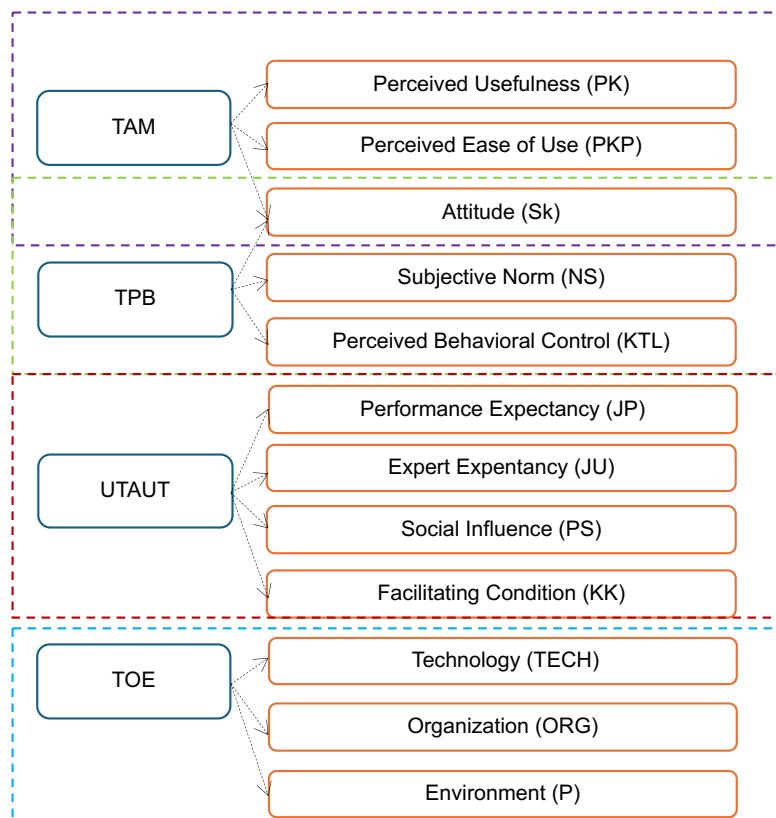 TAM
Perceived Usefulness (PK)
Perceived Ease of Use (PKP)
Attitude (Sk)
TPB
Subjective Norm (NS)
Perceived Behavioral Control (KTL)
UTAUT
Performance Expectancy (JP)
Expert Expentancy (JU)
Social Influence (PS)
Facilitating Condition (KK)
TOE
Technology (TECH)
Organization (ORG)
Environment (P)